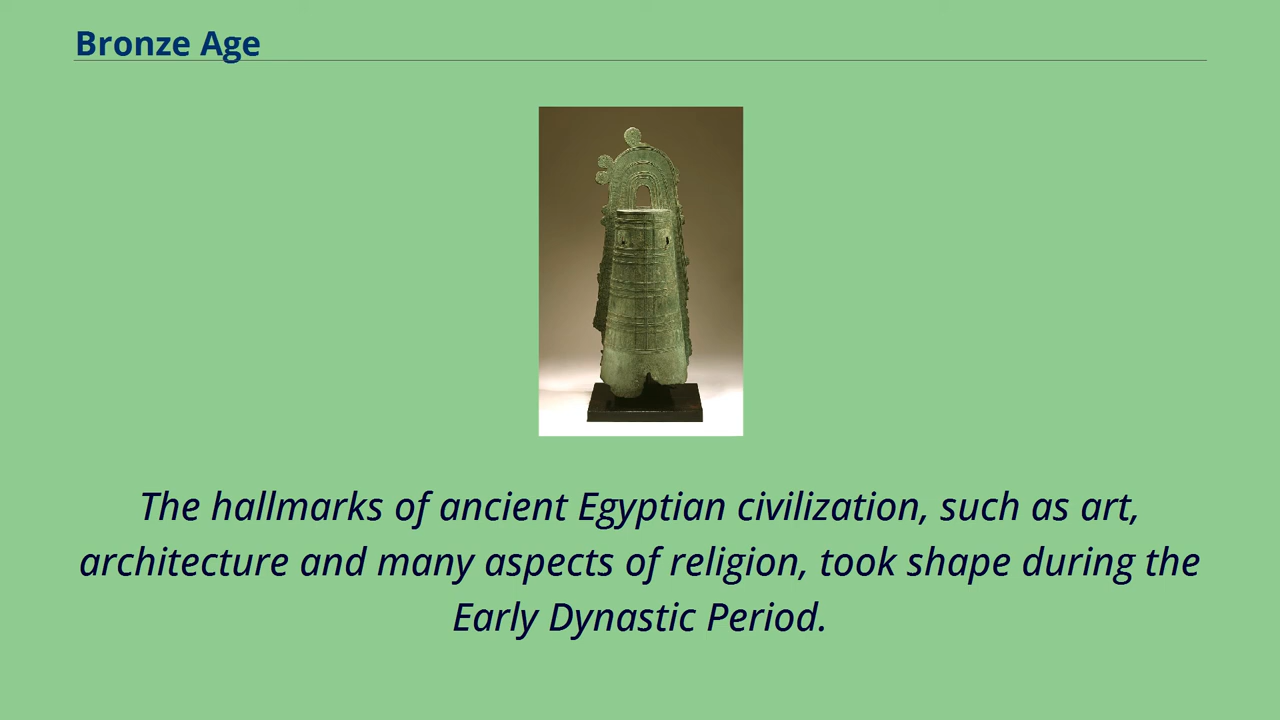 Bronze Age
The hallmarks of ancient Egyptian civilization, such as art,
architecture and many aspects of religion, took shape during the
Early Dynastic Period.